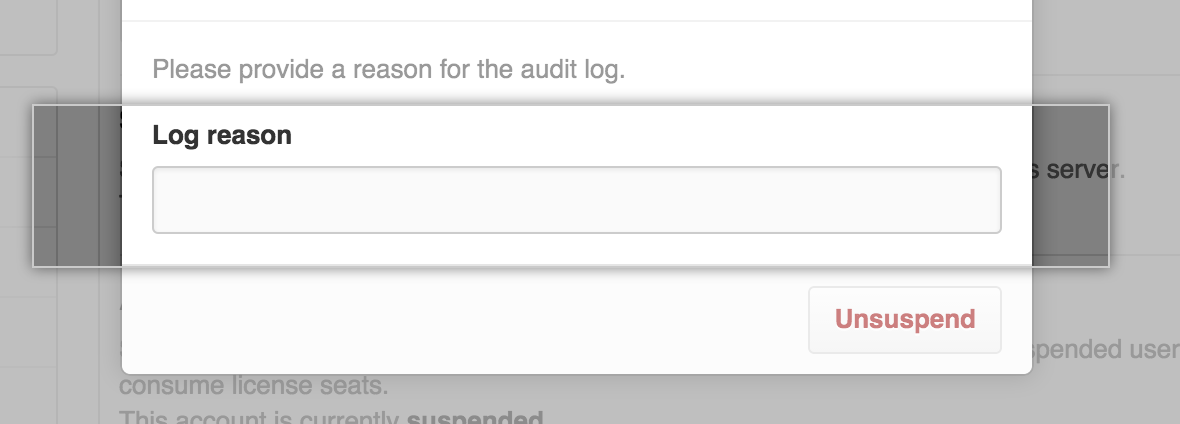 Please provide a reason for the audit log.
Log reason
server.
Unsuspend
user
consume license seats.
This account is currently suspended